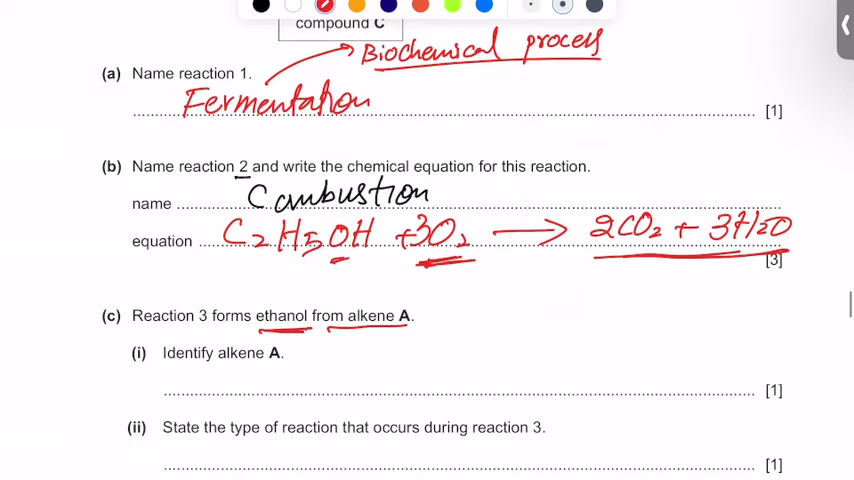 compound C
Biochemical process
(a) Name reaction 1.
Fermentation
[1]
(b) Name reaction 2 and write the chemical equation for this reaction.
name Combustion
equation C2H5OH + 3O2 → 2CO2 + 3H2O
[3]
(c) Reaction 3 forms ethanol from alkene A.
(i) Identify alkene A.
[1]
(ii) State the type of reaction that occurs during reaction 3.
[1]